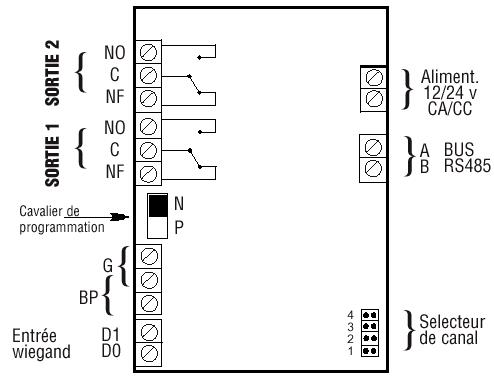 SORTIE 2
NO
C
NF
SORTIE 1
NO
C
NF
Cavalier de
programmation
N
P
G
BP
Entrée
wiegand
D1
D0
Aliment.
12/24 v
CA/CC
A
B
BUS
RS485
4
3
2
1
Selecteur
de canal